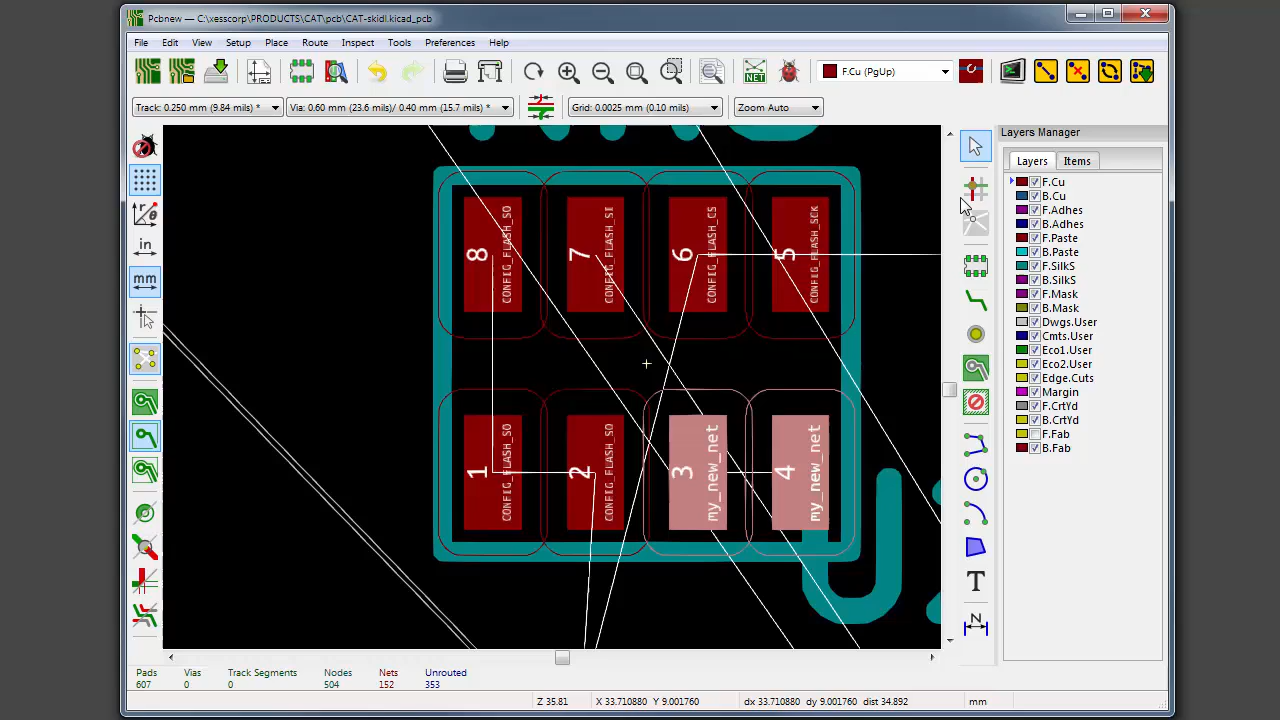 Pcbnew — C:\xesscorp\PRODUCTS\CAT\pcb\CAT-skidl.kicad_pcb
File Edit View Setup Place Route Inspect Tools Preferences Help
NET F.Cu (PgUp)
Track: 0.250 mm (9.84 mils) * Via: 0.60 mm (23.6 mils)/ 0.40 mm (15.7 mils) * Grid: 0.0025 mm (0.10 mils) Zoom Auto
Layers Manager
Layers Items
F.Cu
B.Cu
F.Adhes
B.Adhes
F.Paste
B.Paste
F.SilkS
B.SilkS
F.Mask
B.Mask
Dwgs.User
Cmts.User
Eco1.User
Eco2.User
Edge.Cuts
Margin
F.CrtYd
B.CrtYd
F.Fab
B.Fab
r θ
in
mm
8 CONFIG_FLASH_SO
7 CONFIG_FLASH_SI
6 CONFIG_FLASH_CS
5 CONFIG_FLASH_SCK
1 CONFIG_FLASH_SO
2 CONFIG_FLASH_SO
3 my_new_net
4 my_new_net
T
N
Pads Vias Track Segments Nodes Nets Unrouted
607 0 0 504 152 353
Z 35.81 X 33.710880 Y 9.001760 dx 33.710880 dy 9.001760 dist 34.892 mm